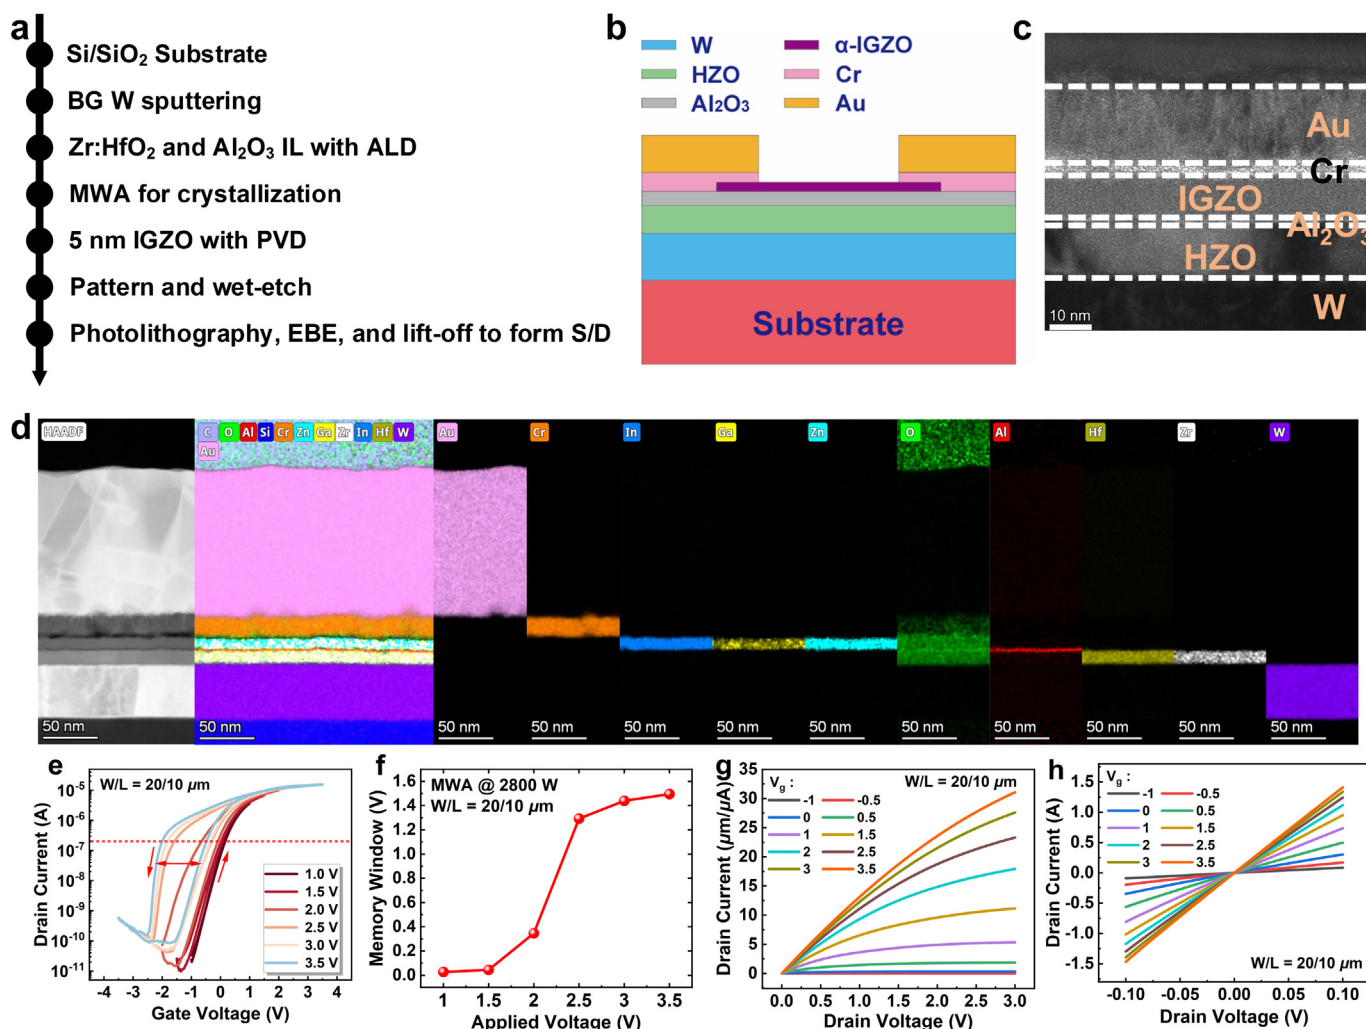 a
Si/SiO2 Substrate
BG W sputtering
Zr:HfO2 and Al2O3 IL with ALD
MWA for crystallization
5 nm IGZO with PVD
Pattern and wet-etch
Photolithography, EBE, and lift-off to form S/D
b
W
α-IGZO
HZO
Cr
Al2O3
Au
Substrate
c
Au
Cr
IGZO
Al2O3
HZO
W
10 nm
d
HAADF
C O Al Si Cr Zn Ga Zr In Hf W
Au
Au
Cr
In
Ga
Zn
O
Al
Hf
Zr
W
50 nm
50 nm
50 nm
50 nm
50 nm
50 nm
50 nm
50 nm
50 nm
50 nm
50 nm
50 nm
e
W/L = 20/10 μm
Drain Current (A)
10-5
10-6
10-7
10-8
10-9
10-10
10-11
1.0 V
1.5 V
2.0 V
2.5 V
3.0 V
3.5 V
-4 -3 -2 -1 0 1 2 3 4
Gate Voltage (V)
f
MWA @ 2800 W
W/L = 20/10 μm
Memory Window (V)
1.6
1.4
1.2
1.0
0.8
0.6
0.4
0.2
0.0
1 1.5 2 2.5 3 3.5
Applied Voltage (V)
g
Vg :
W/L = 20/10 μm
-1 -0.5
0 0.5
1 1.5
2 2.5
3 3.5
Drain Current (μm/μA)
35
30
25
20
15
10
5
0
0.0 0.5 1.0 1.5 2.0 2.5 3.0
Drain Voltage (V)
h
Vg :
-1 -0.5
0 0.5
1 1.5
2 2.5
3 3.5
W/L = 20/10 μm
Drain Current (A)
1.5
1.0
0.5
0.0
-0.5
-1.0
-1.5
-0.10 -0.05 0.00 0.05 0.10
Drain Voltage (V)